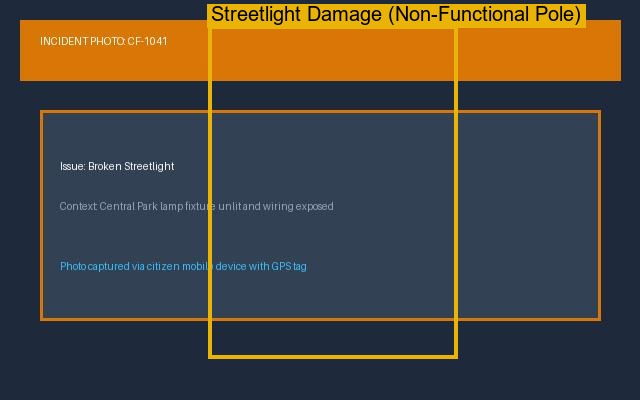 Streetlight Damage (Non-Functional Pole)
INCIDENT PHOTO: CF-1041
Issue: Broken Streetlight
Context: Central Park lamp fixture unlit and wiring exposed
Photo captured via citizen mobile device with GPS tag